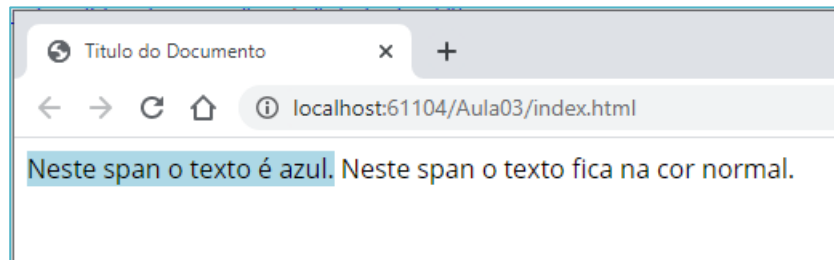 Titulo do Documento
localhost:61104/Aula03/index.html
Neste span o texto é azul. Neste span o texto fica na cor normal.